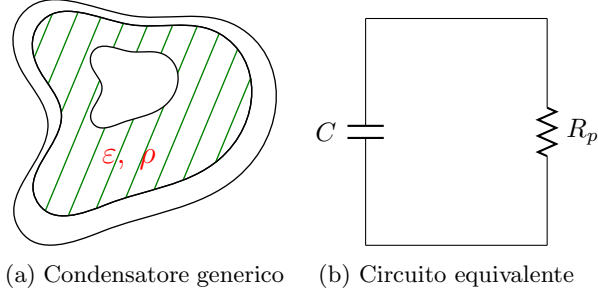 ε, ρ
C
R_p
(a) Condensatore generico
(b) Circuito equivalente